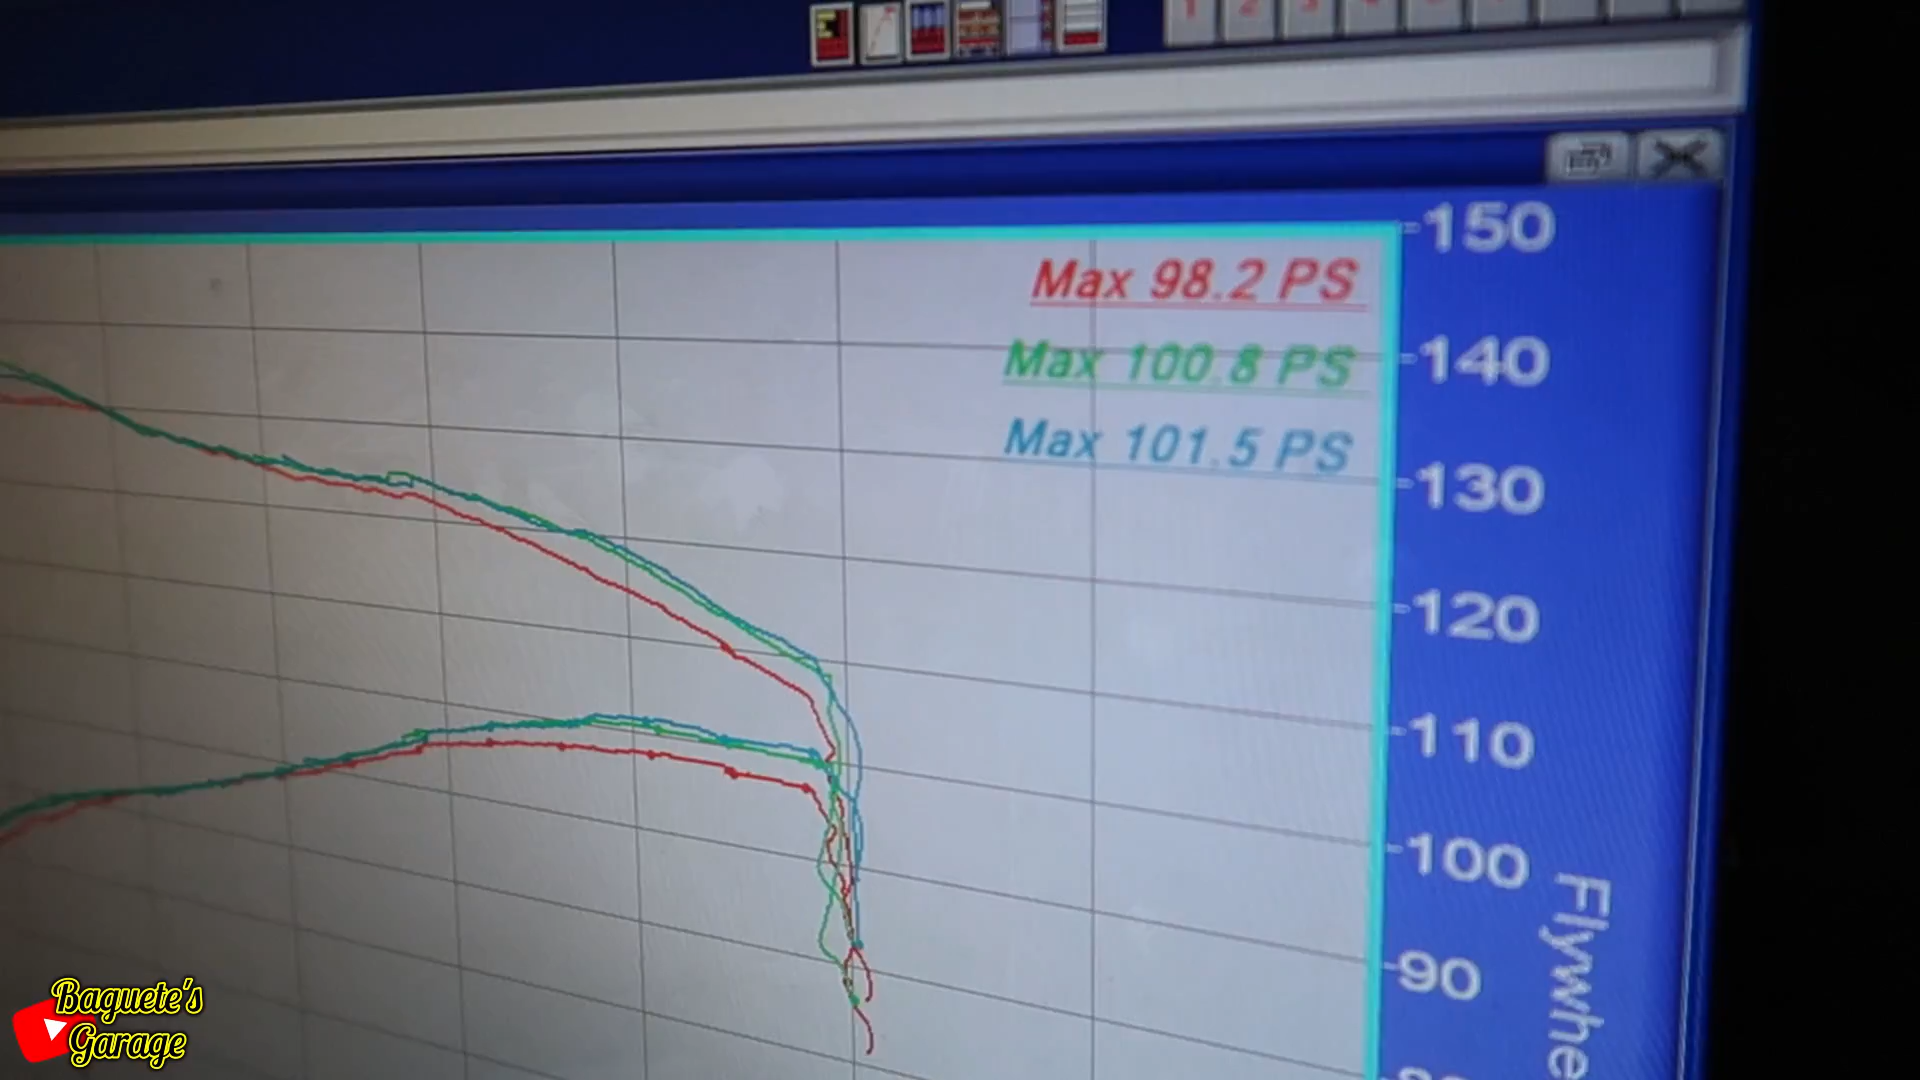 Max 98.2 PS
Max 100.8 PS
Max 101.5 PS
150
140
130
120
110
100
90
Flywhe
Baguete's
Garage